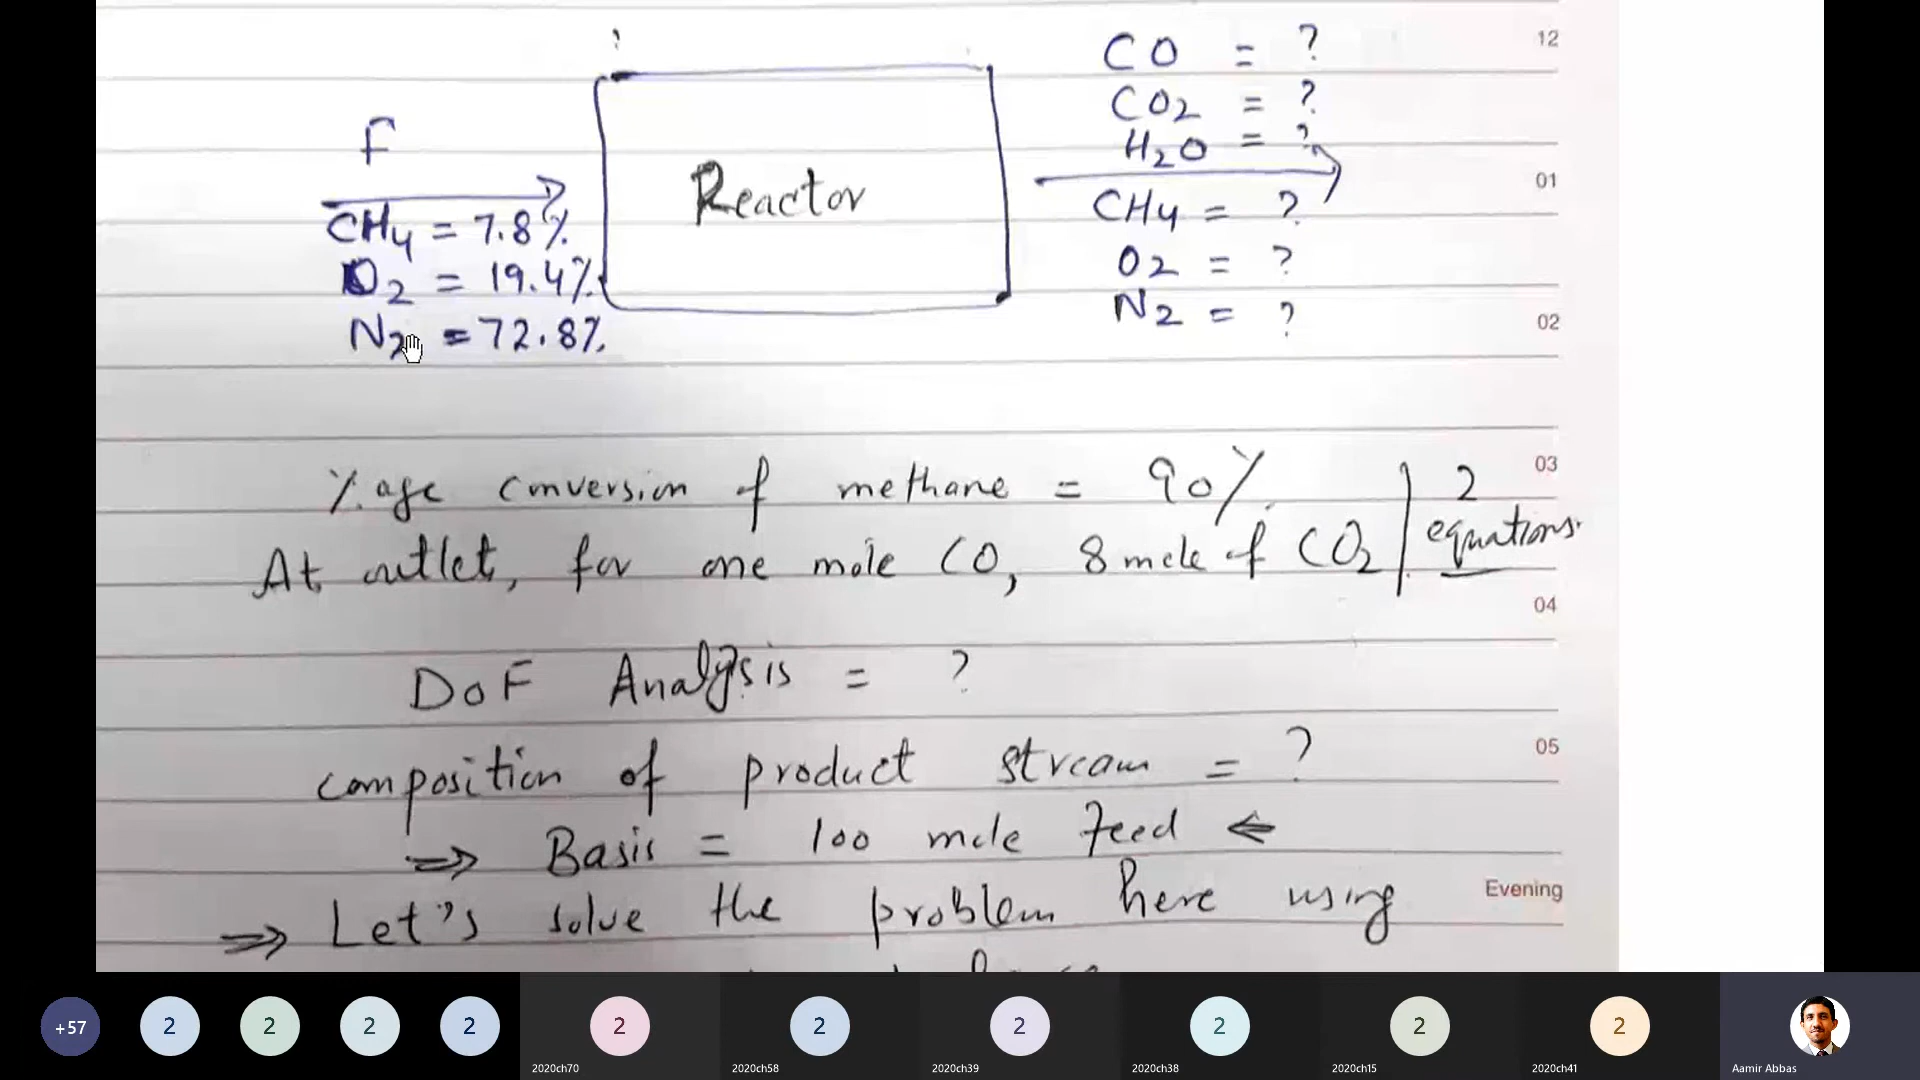 CO = ?
CO2 = ?
H2O = ?
CH4 = ?
O2 = ?
N2 = ?
F
CH4 = 7.8%
O2 = 19.4%
N2 = 72.8%
Reactor
12
01
02
03
04
05
Evening
%age conversion of methane = 90%
At outlet, for one mole CO, 8 mole of CO2
2
equations.
DoF Analysis = ?
composition of product stream = ?
⇒ Basis = 100 mole feed ⇐
⇒ Let's solve the problem here using
+57
2
2
2
2
2
2
2
2
2
2
2020ch70
2020ch58
2020ch39
2020ch38
2020ch15
2020ch41
Aamir Abbas